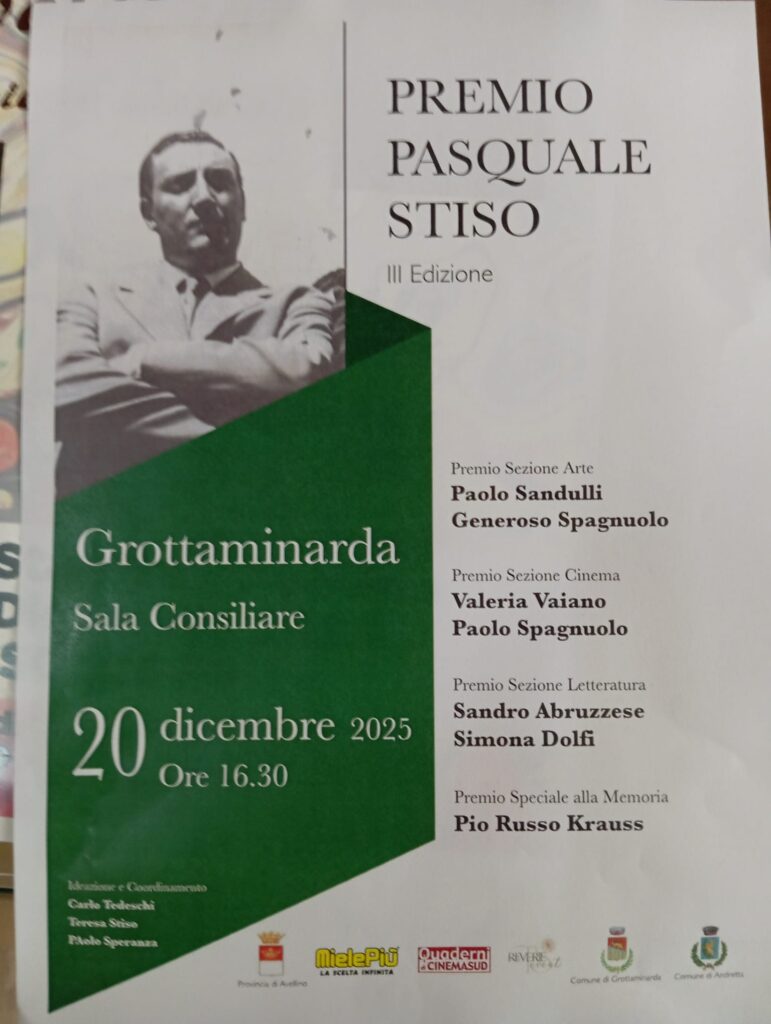 PREMIO
PASQUALE
STISO
III Edizione
Premio Sezione Arte
Paolo Sandulli
Generoso Spagnuolo
Premio Sezione Cinema
Valeria Vaiano
Paolo Spagnuolo
Premio Sezione Letteratura
Sandro Abruzzese
Simona Dolfi
Premio Speciale alla Memoria
Pio Russo Krauss
Grottaminarda
Sala Consiliare
20 dicembre 2025
Ore 16.30
Ideazione e Coordinamento
Carlo Tedeschi
Teresa Stiso
PAolo Speranza
Provincia di Avellino
MielePiù
LA SCELTA INFINITA
Quaderni
di CINEMASUD
REVERIE
Comune di Grottaminarda
Comune di Andretta
S
D
S